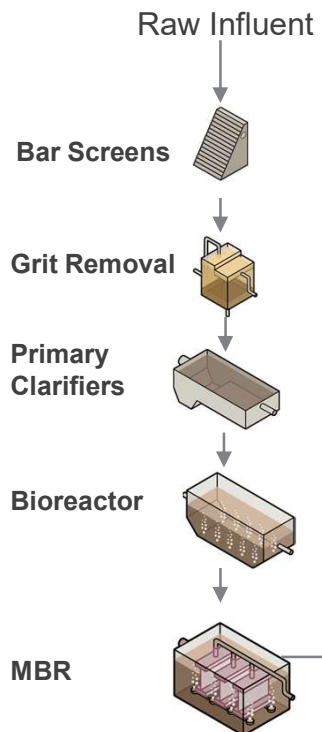 Raw Influent
Bar Screens
Grit Removal
Primary
Clarifiers
Bioreactor
MBR